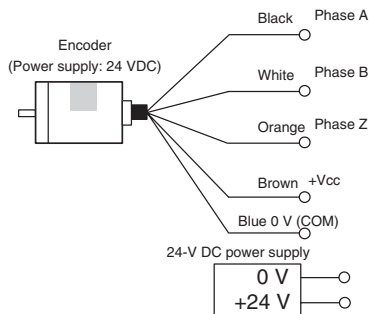 Black Phase A
Encoder
(Power supply: 24 VDC)
White Phase B
Orange Phase Z
Brown +Vcc
Blue 0 V (COM)
24-V DC power supply
0 V
+24 V